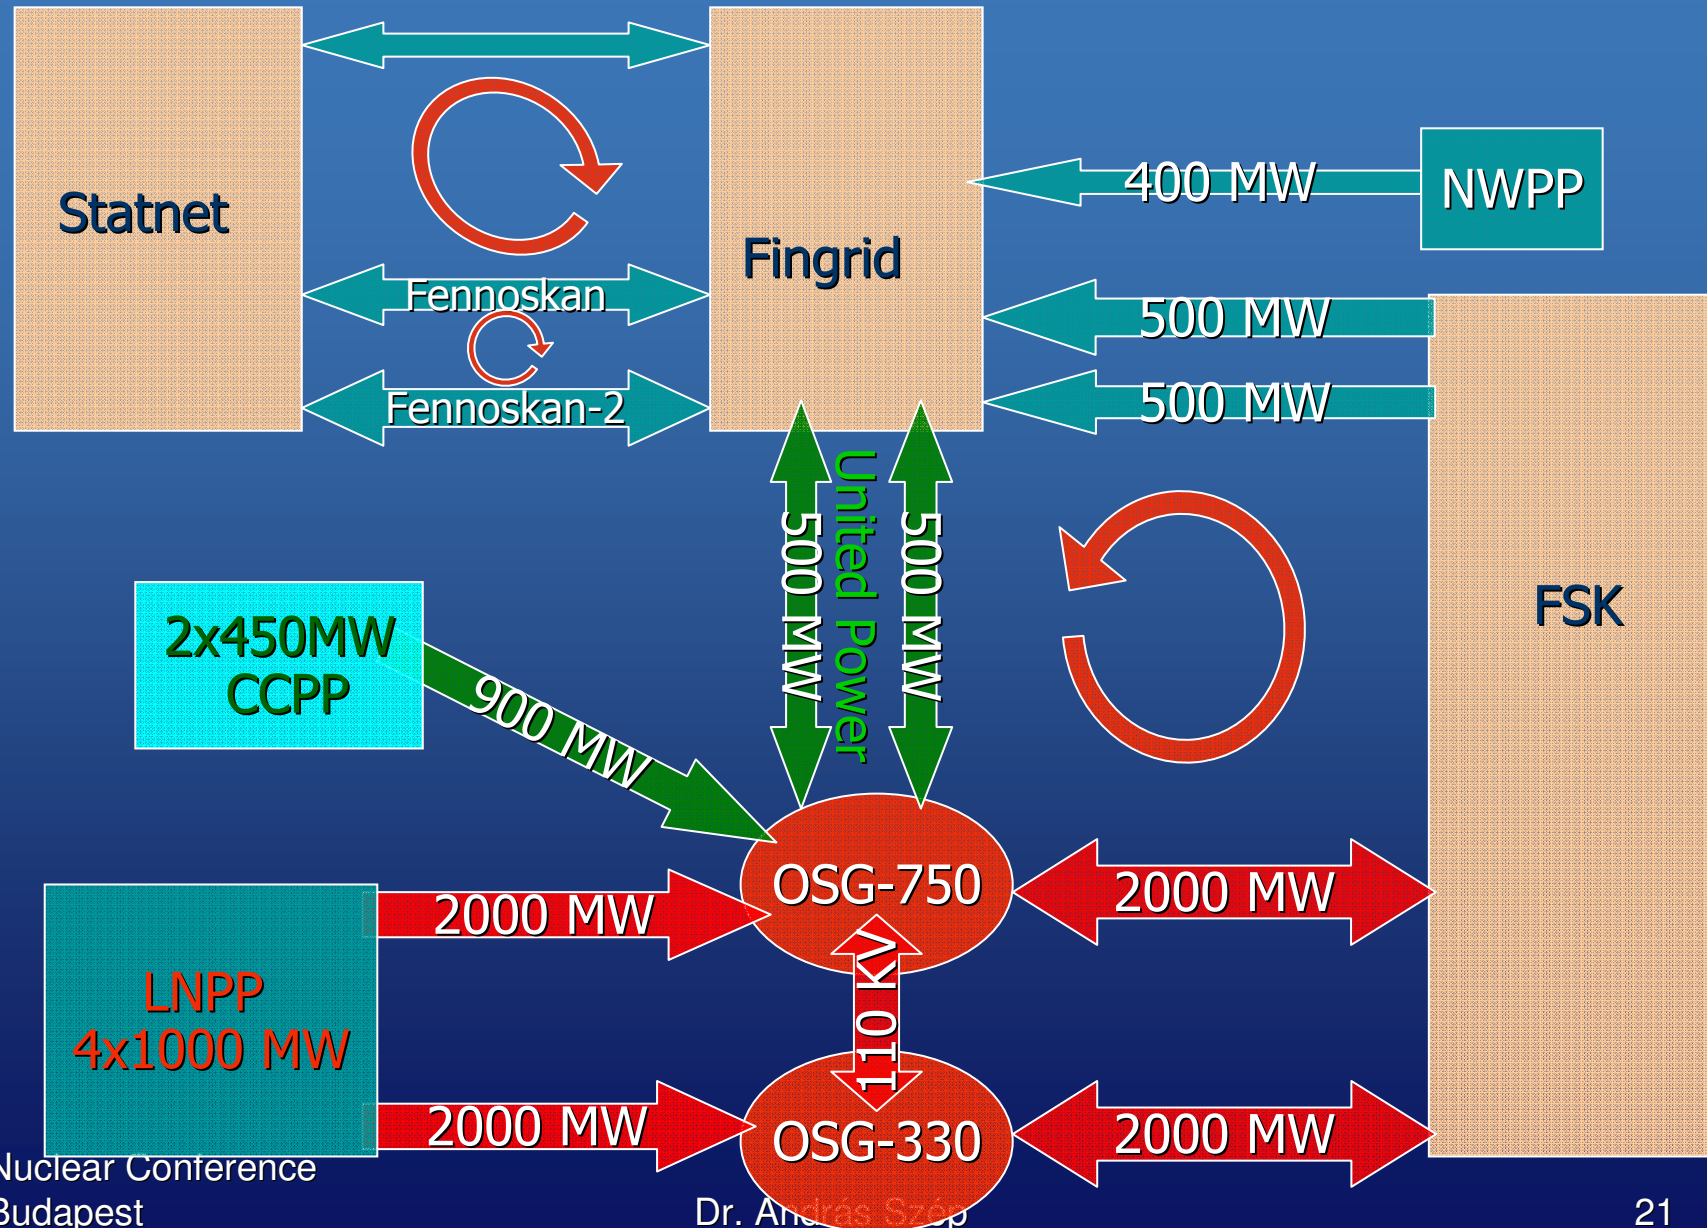 Statnet
Fingrid
400 MW
NWPP
Fennoskan
500 MW
Fennoskan-2
500 MW
500 MW
United Power
500 MW
FSK
2x450MW
CCPP
900 MW
OSG-750
2000 MW
2000 MW
110 KV
LNPP
4x1000 MW
2000 MW
OSG-330
2000 MW
Nuclear Conference
Budapest
Dr. András Szép
21